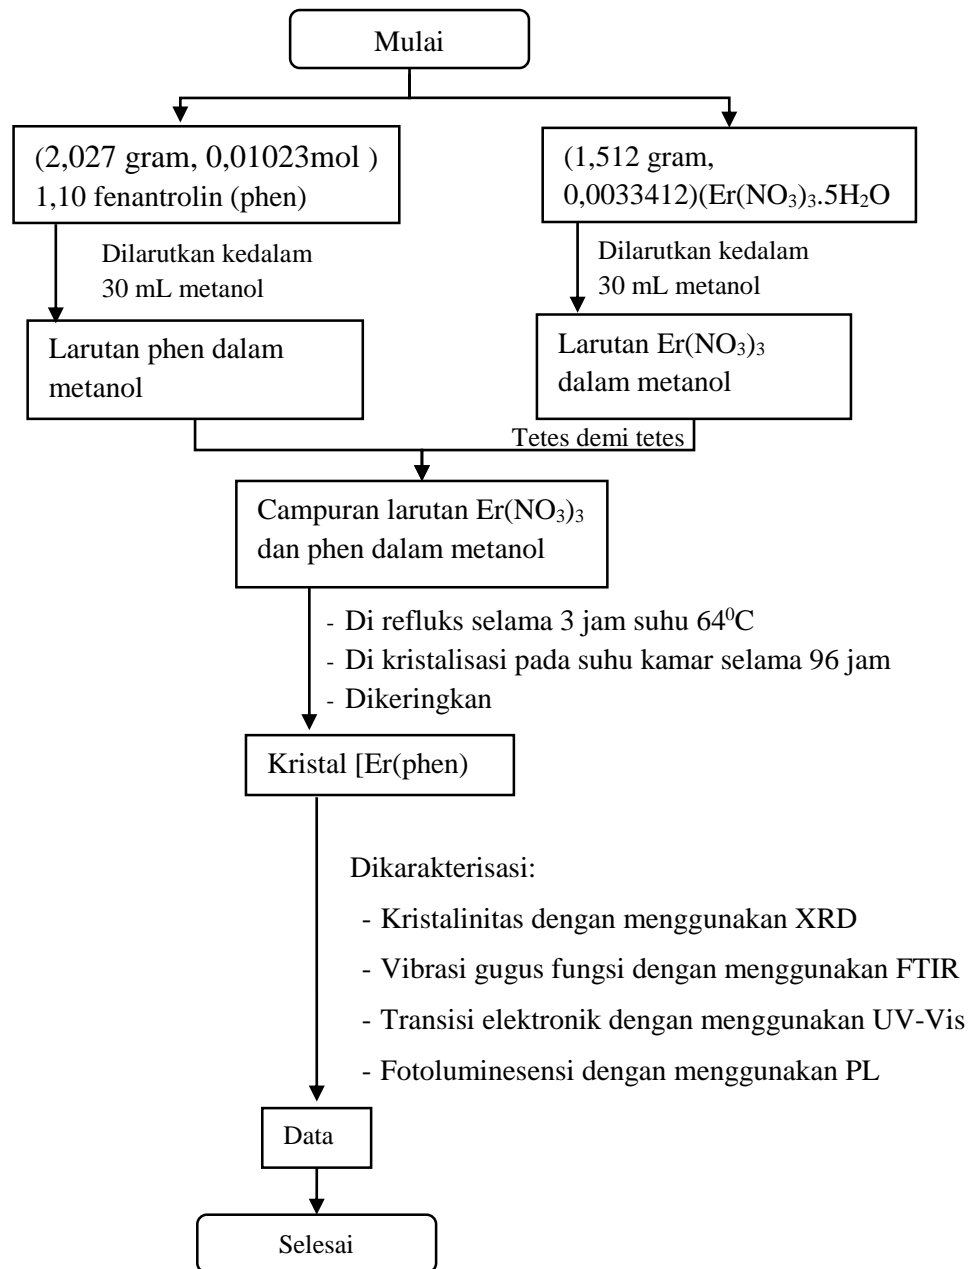 Mulai
(2,027 gram, 0,01023mol )
1,10 fenantrolin (phen)
(1,512 gram,
0,0033412)(Er(NO₃)₃.5H₂O
Dilarutkan kedalam
30 mL metanol
Dilarutkan kedalam
30 mL metanol
Larutan phen dalam
metanol
Larutan Er(NO₃)₃
dalam metanol
Tetes demi tetes
Campuran larutan Er(NO₃)₃
dan phen dalam metanol
- Di refluks selama 3 jam suhu 64⁰C
- Di kristalisasi pada suhu kamar selama 96 jam
- Dikeringkan
Kristal [Er(phen)
Dikarakterisasi:
- Kristalinitas dengan menggunakan XRD
- Vibrasi gugus fungsi dengan menggunakan FTIR
- Transisi elektronik dengan menggunakan UV-Vis
- Fotoluminesensi dengan menggunakan PL
Data
Selesai